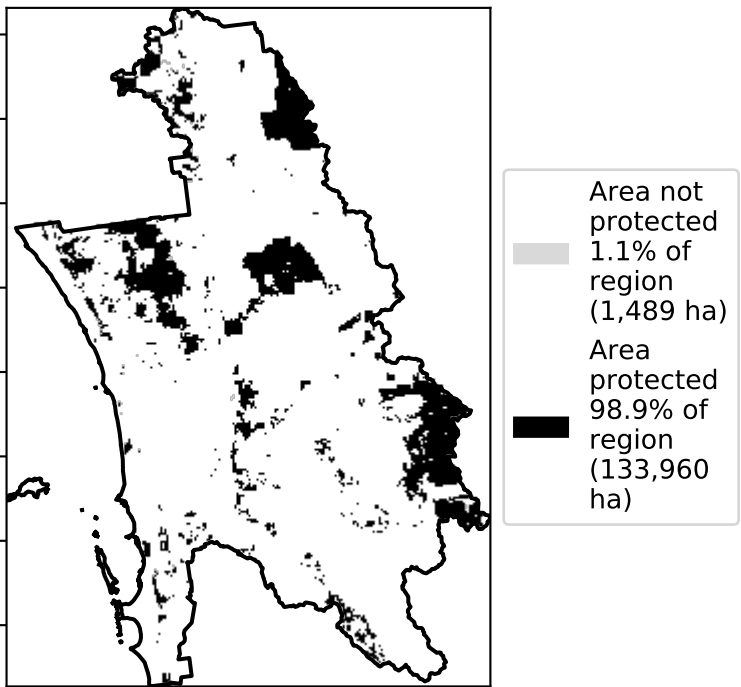 Area not
protected
1.1% of
region
(1,489 ha)
Area
protected
98.9% of
region
(133,960
ha)